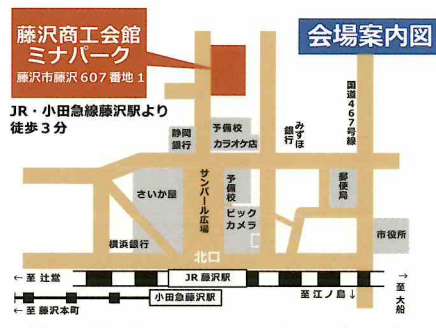 藤沢商工会館
ミナパーク
藤沢市藤沢607番地1
会場案内図
JR・小田急線藤沢駅より
徒歩3分
国道467号線
みずほ
銀行
静岡
銀行
予備校
カラオケ店
さいか屋
サンパール広場
予備校
ビック
カメラ
郵便局
市役所
横浜銀行
北口
←至 辻堂
JR 藤沢駅
→至 大船
小田急藤沢駅
至江ノ島↓
←至 藤沢本町